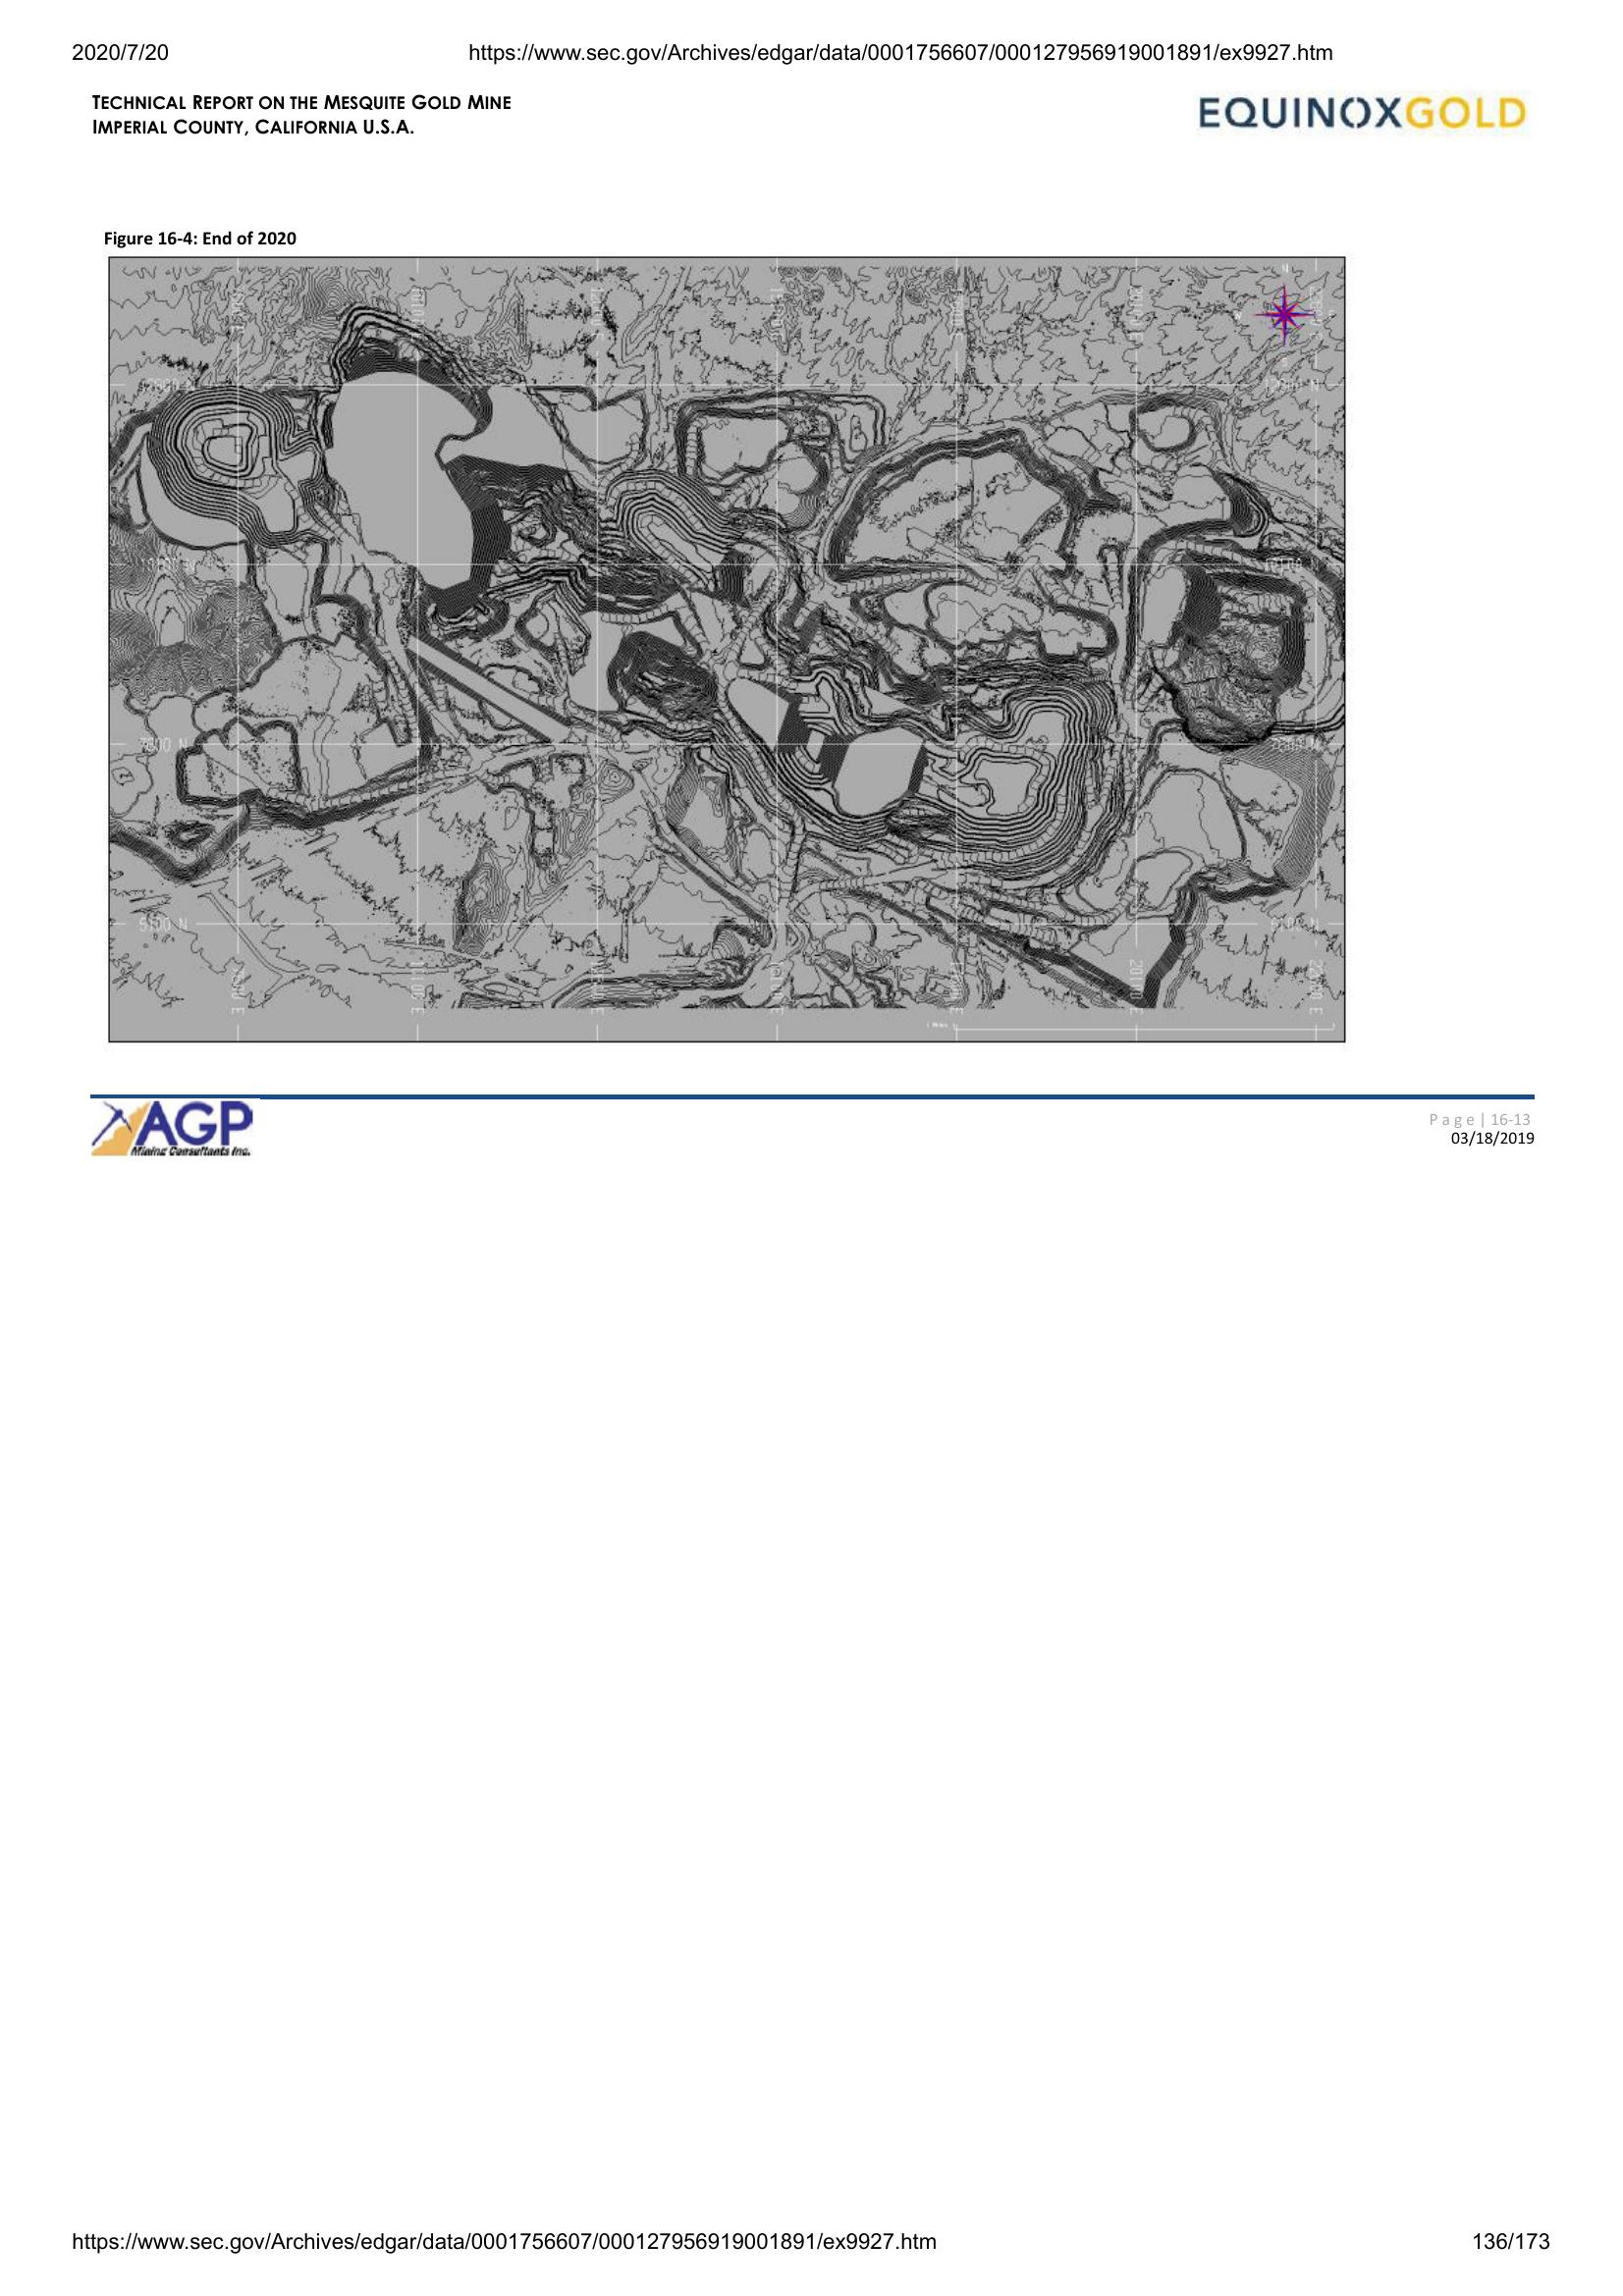 2020/7/20 https://www.sec.gov/Archives/edgar/data/0001756607/000127956919001891/ex9927.htm
TECHNICAL REPORT ON THE MESQUITE GOLD MINE
IMPERIAL COUNTY, CALIFORNIA U.S.A.
EQUINOXGOLD
Figure 16-4: End of 2020
N
5100 N
AGP
Mining Consultants Inc.
Page | 16-13
03/18/2019
https://www.sec.gov/Archives/edgar/data/0001756607/000127956919001891/ex9927.htm 136/173